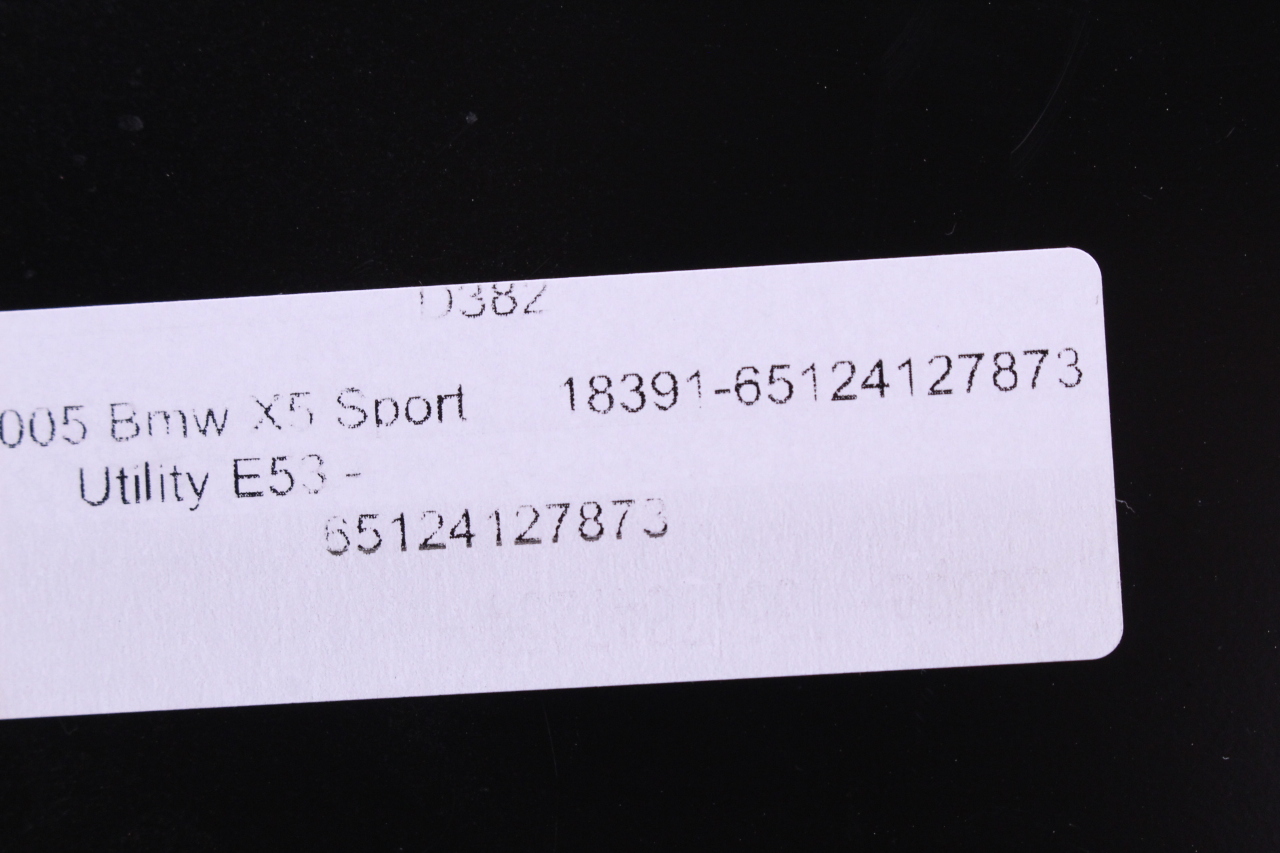 D382
005 Bmw X5 Sport 18391-65124127873
Utility E53 -
65124127873